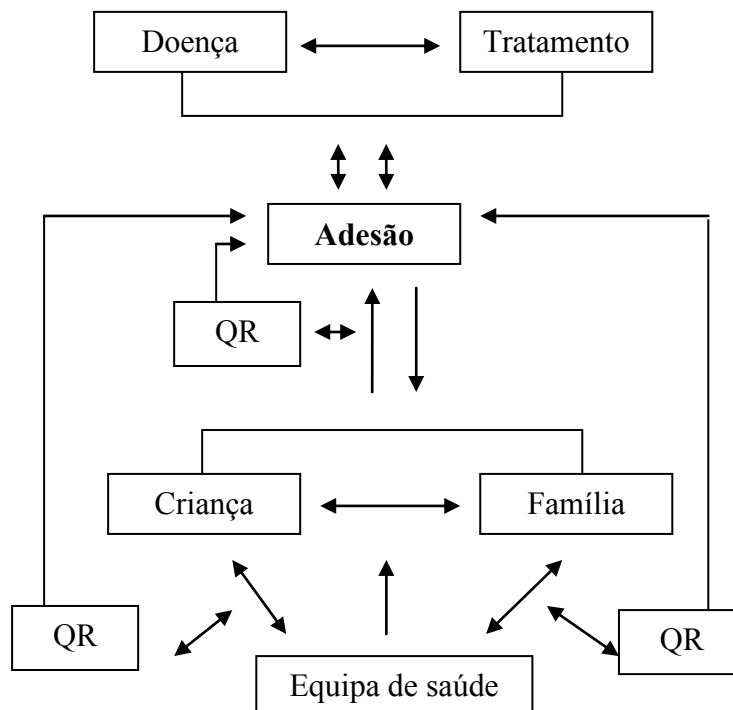 Doença
Tratamento
Adesão
QR
Criança
Família
QR
QR
Equipa de saúde